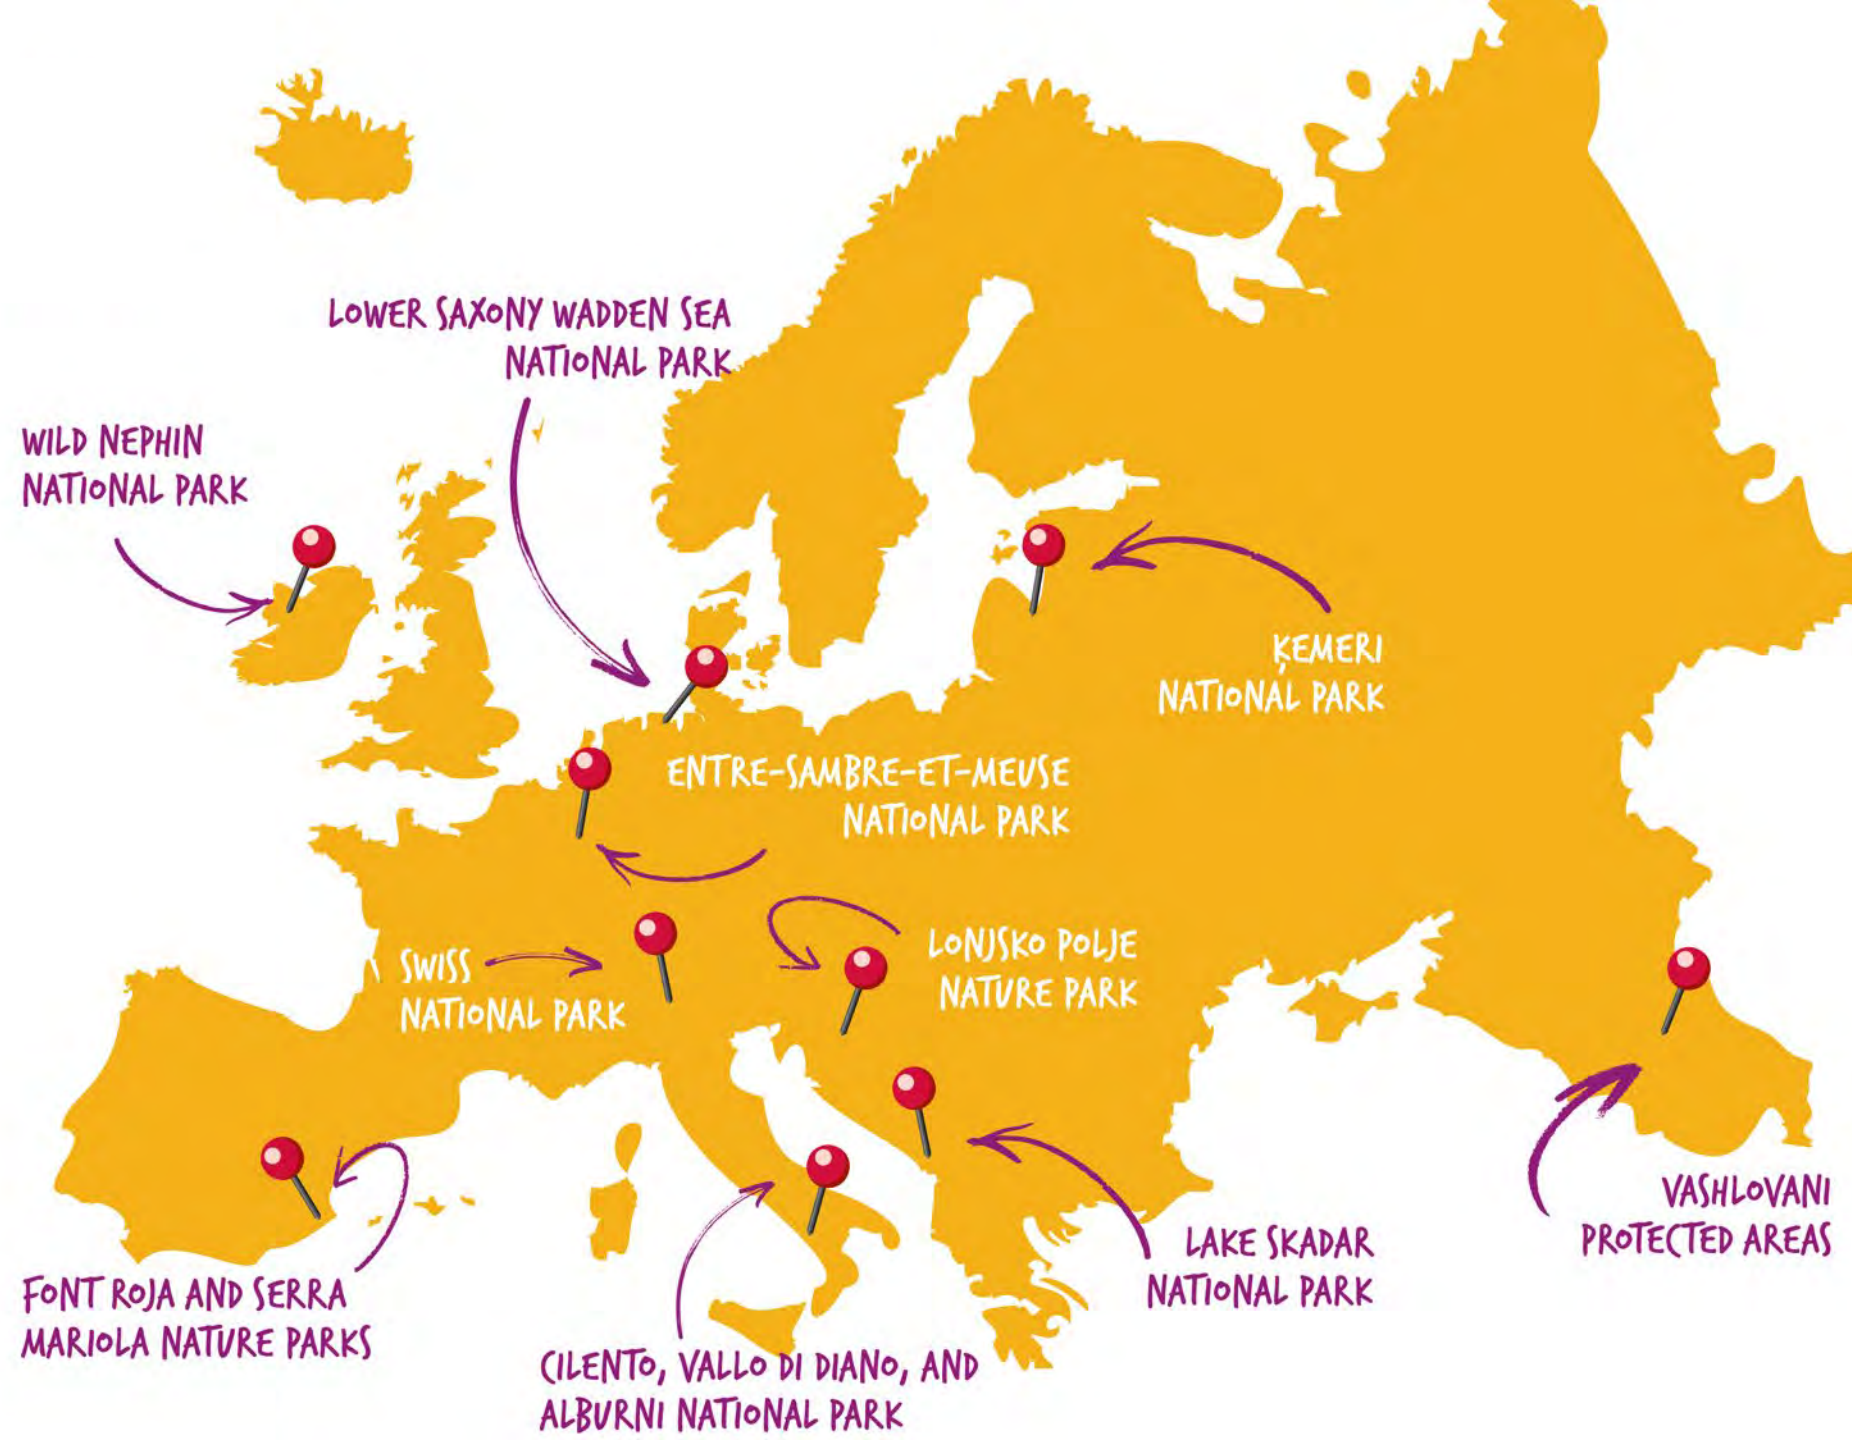 LOWER SAXONY WADDEN SEA
NATIONAL PARK
WILD NEPHIN
NATIONAL PARK
ĶEMERI
NATIONAL PARK
ENTRE-SAMBRE-ET-MEUSE
NATIONAL PARK
SWISS
NATIONAL PARK
LONJSKO POLJE
NATURE PARK
VASHLOVANI
PROTECTED AREAS
LAKE SKADAR
NATIONAL PARK
FONT ROJA AND SERRA
MARIOLA NATURE PARKS
CILENTO, VALLO DI DIANO, AND
ALBURNI NATIONAL PARK